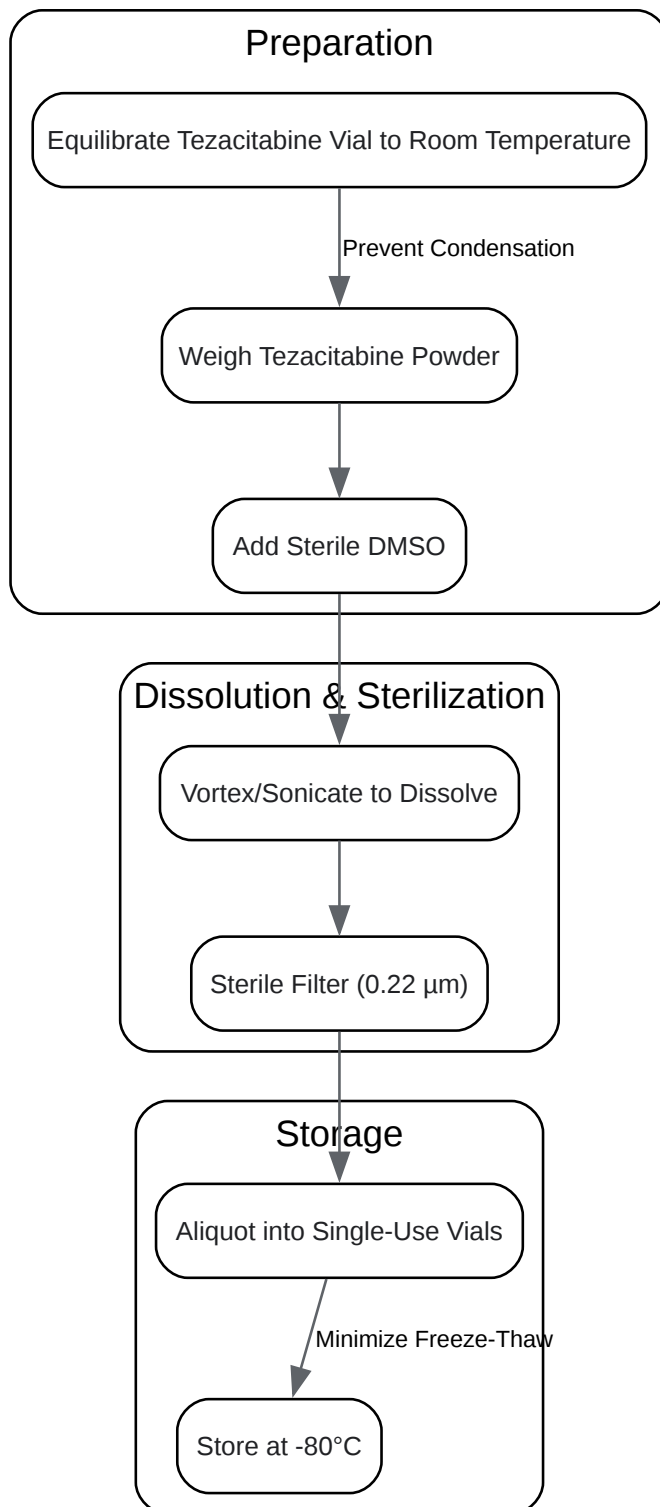 Preparation
Equilibrate Tezacitabine Vial to Room Temperature
Prevent Condensation
Weigh Tezacitabine Powder
Add Sterile DMSO
Dissolution & Sterilization
Vortex/Sonicate to Dissolve
Sterile Filter (0.22 µm)
Storage
Aliquot into Single-Use Vials
Minimize Freeze-Thaw
Store at -80°C